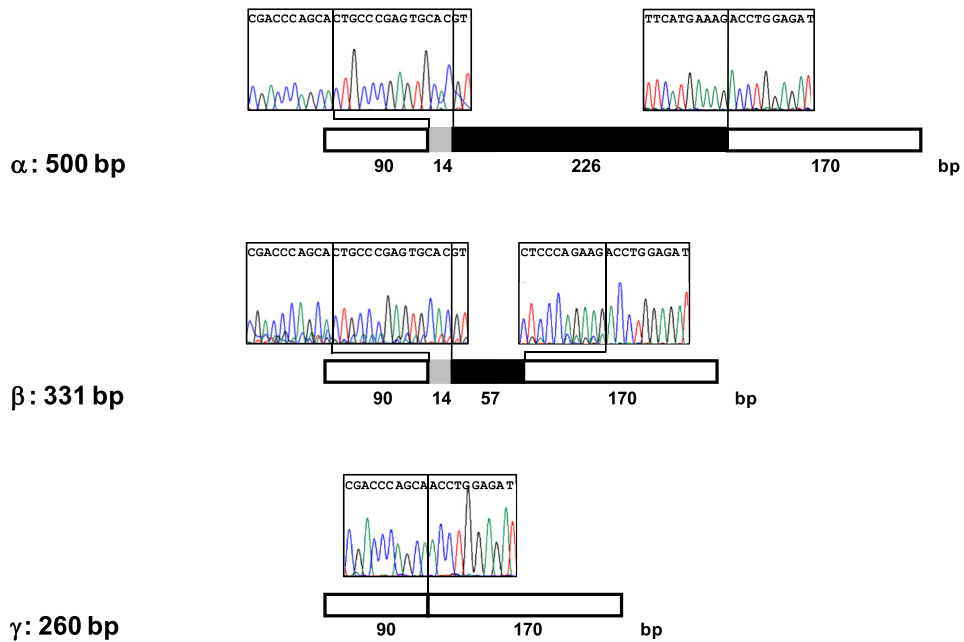 CGACCCAGCACTGCCCGAGTGCACGT
TTCATGAAAGACCTGGAGAT
α: 500 bp
90 14 226 170 bp
CGACCCAGCACTGCCCGAGTGCACGT
CTCCCAGAAGACCTGGAGAT
β: 331 bp
90 14 57 170 bp
CGACCCAGCAACCTGGAGAT
γ: 260 bp
90 170 bp